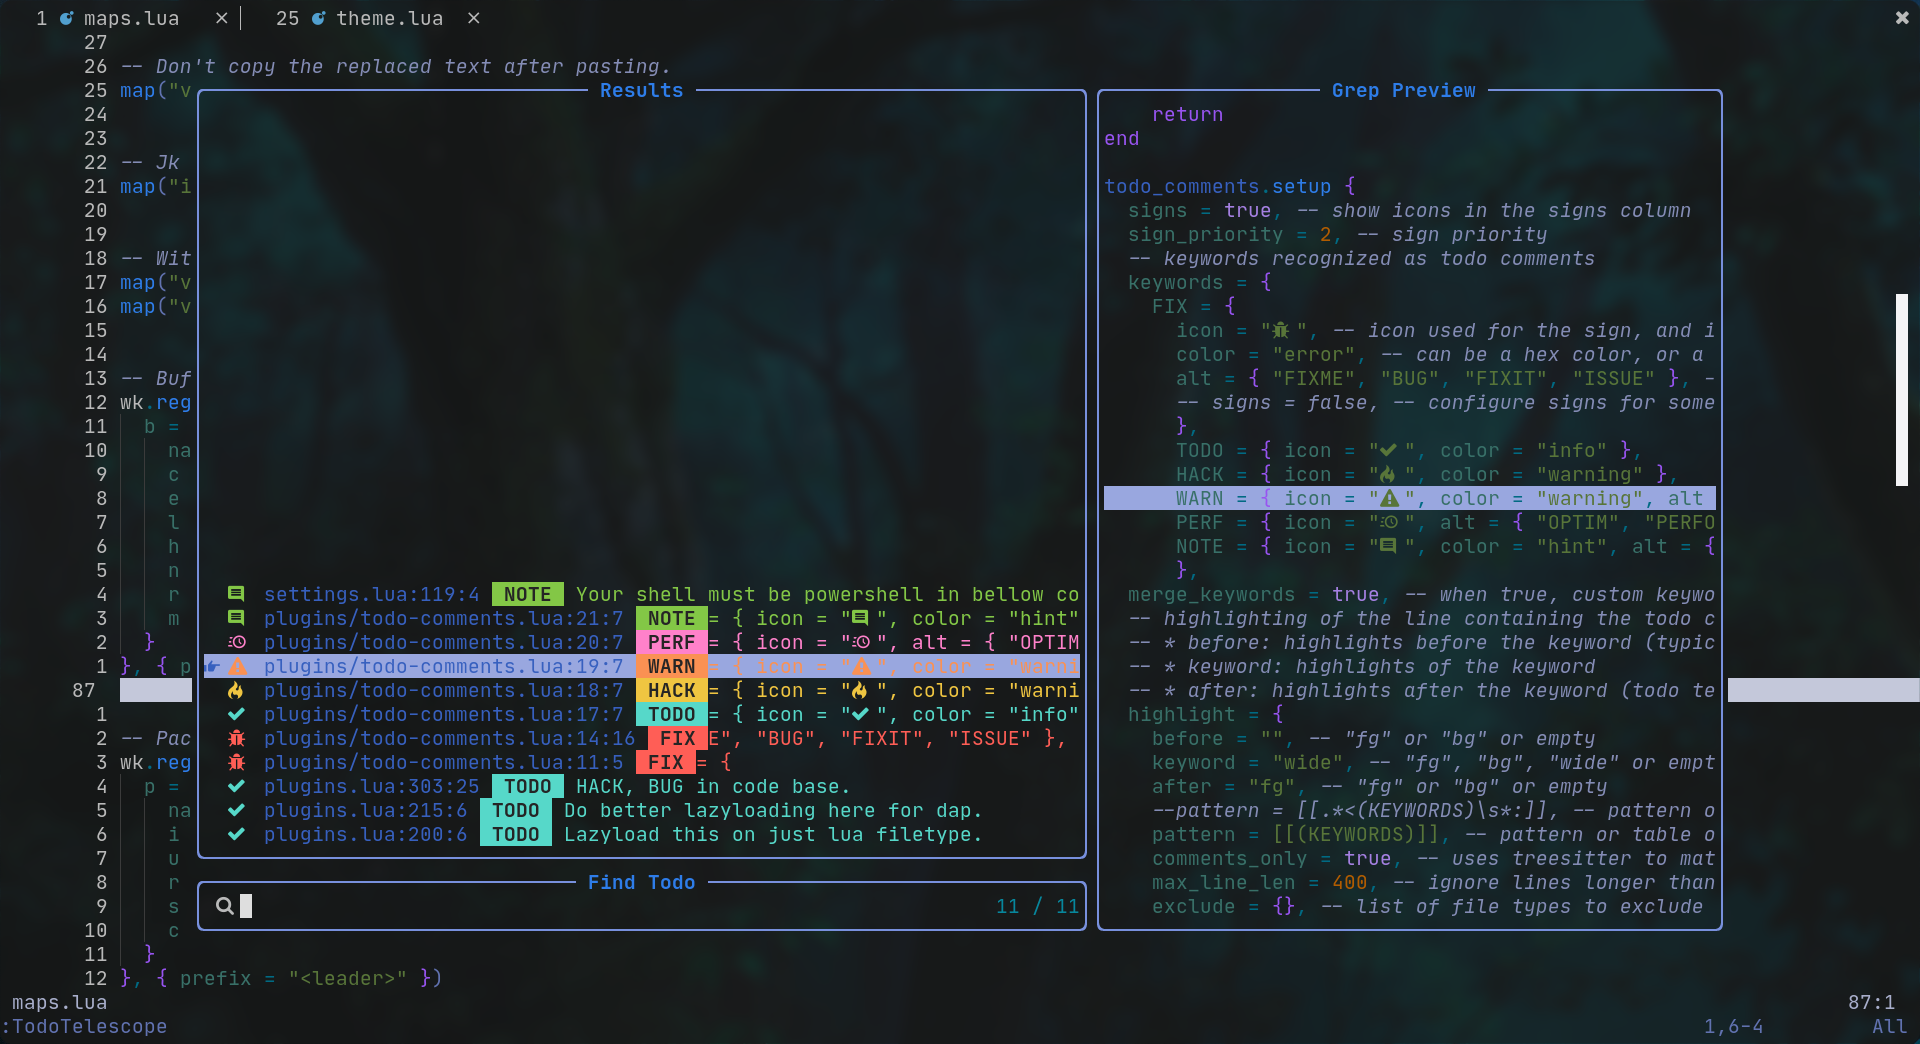 1 maps.lua × 25 theme.lua ×
27
26 -- Don't copy the replaced text after pasting.
25 map("v
24
23
22 -- Jk
21 map("i
20
19
18 -- Wit
17 map("v
16 map("v
15
14
13 -- Buf
12 wk.reg
11 b =
10 na
9 c
8 e
7 l
6 h
5 n
4 r
3 m
2 }
1 }, { p
87
1
2 -- Pac
3 wk.reg
4 p =
5 na
6 i
7 u
8 r
9 s
10 c
11 }
12 }, { prefix = "<leader>" })
Results
settings.lua:119:4 NOTE Your shell must be powershell in bellow co
plugins/todo-comments.lua:21:7 NOTE = { icon = " ", color = "hint"
plugins/todo-comments.lua:20:7 PERF = { icon = " ", alt = { "OPTIM
plugins/todo-comments.lua:19:7 WARN = { icon = " ", color = "warni
plugins/todo-comments.lua:18:7 HACK = { icon = " ", color = "warni
plugins/todo-comments.lua:17:7 TODO = { icon = " ", color = "info"
plugins/todo-comments.lua:14:16 FIX E", "BUG", "FIXIT", "ISSUE" },
plugins/todo-comments.lua:11:5 FIX = {
plugins.lua:303:25 TODO HACK, BUG in code base.
plugins.lua:215:6 TODO Do better lazyloading here for dap.
plugins.lua:200:6 TODO Lazyload this on just lua filetype.
Find Todo
11 / 11
Grep Preview
return
end
todo_comments.setup {
signs = true, -- show icons in the signs column
sign_priority = 2, -- sign priority
-- keywords recognized as todo comments
keywords = {
FIX = {
icon = " ", -- icon used for the sign, and i
color = "error", -- can be a hex color, or a
alt = { "FIXME", "BUG", "FIXIT", "ISSUE" }, -
-- signs = false, -- configure signs for some
},
TODO = { icon = " ", color = "info" },
HACK = { icon = " ", color = "warning" },
WARN = { icon = " ", color = "warning", alt
PERF = { icon = " ", alt = { "OPTIM", "PERFO
NOTE = { icon = " ", color = "hint", alt = {
},
merge_keywords = true, -- when true, custom keywo
-- highlighting of the line containing the todo c
-- * before: highlights before the keyword (typic
-- * keyword: highlights of the keyword
-- * after: highlights after the keyword (todo te
highlight = {
before = "", -- "fg" or "bg" or empty
keyword = "wide", -- "fg", "bg", "wide" or empt
after = "fg", -- "fg" or "bg" or empty
--pattern = [[.*<(KEYWORDS)\s*:]], -- pattern o
pattern = [[(KEYWORDS)]], -- pattern or table o
comments_only = true, -- uses treesitter to mat
max_line_len = 400, -- ignore lines longer than
exclude = {}, -- list of file types to exclude
maps.lua 87:1
:TodoTelescope 1,6-4 All